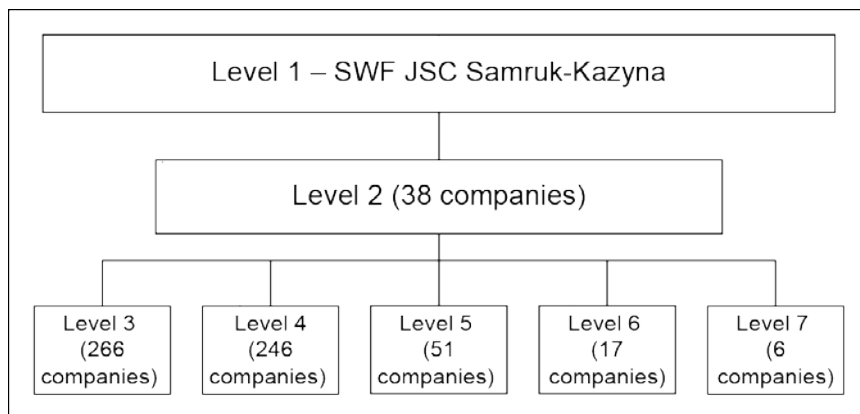 Level 1 – SWF JSC Samruk-Kazyna
Level 2 (38 companies)
Level 3
(266
companies)
Level 4
(246
companies)
Level 5
(51
companies)
Level 6
(17
companies)
Level 7
(6
companies)